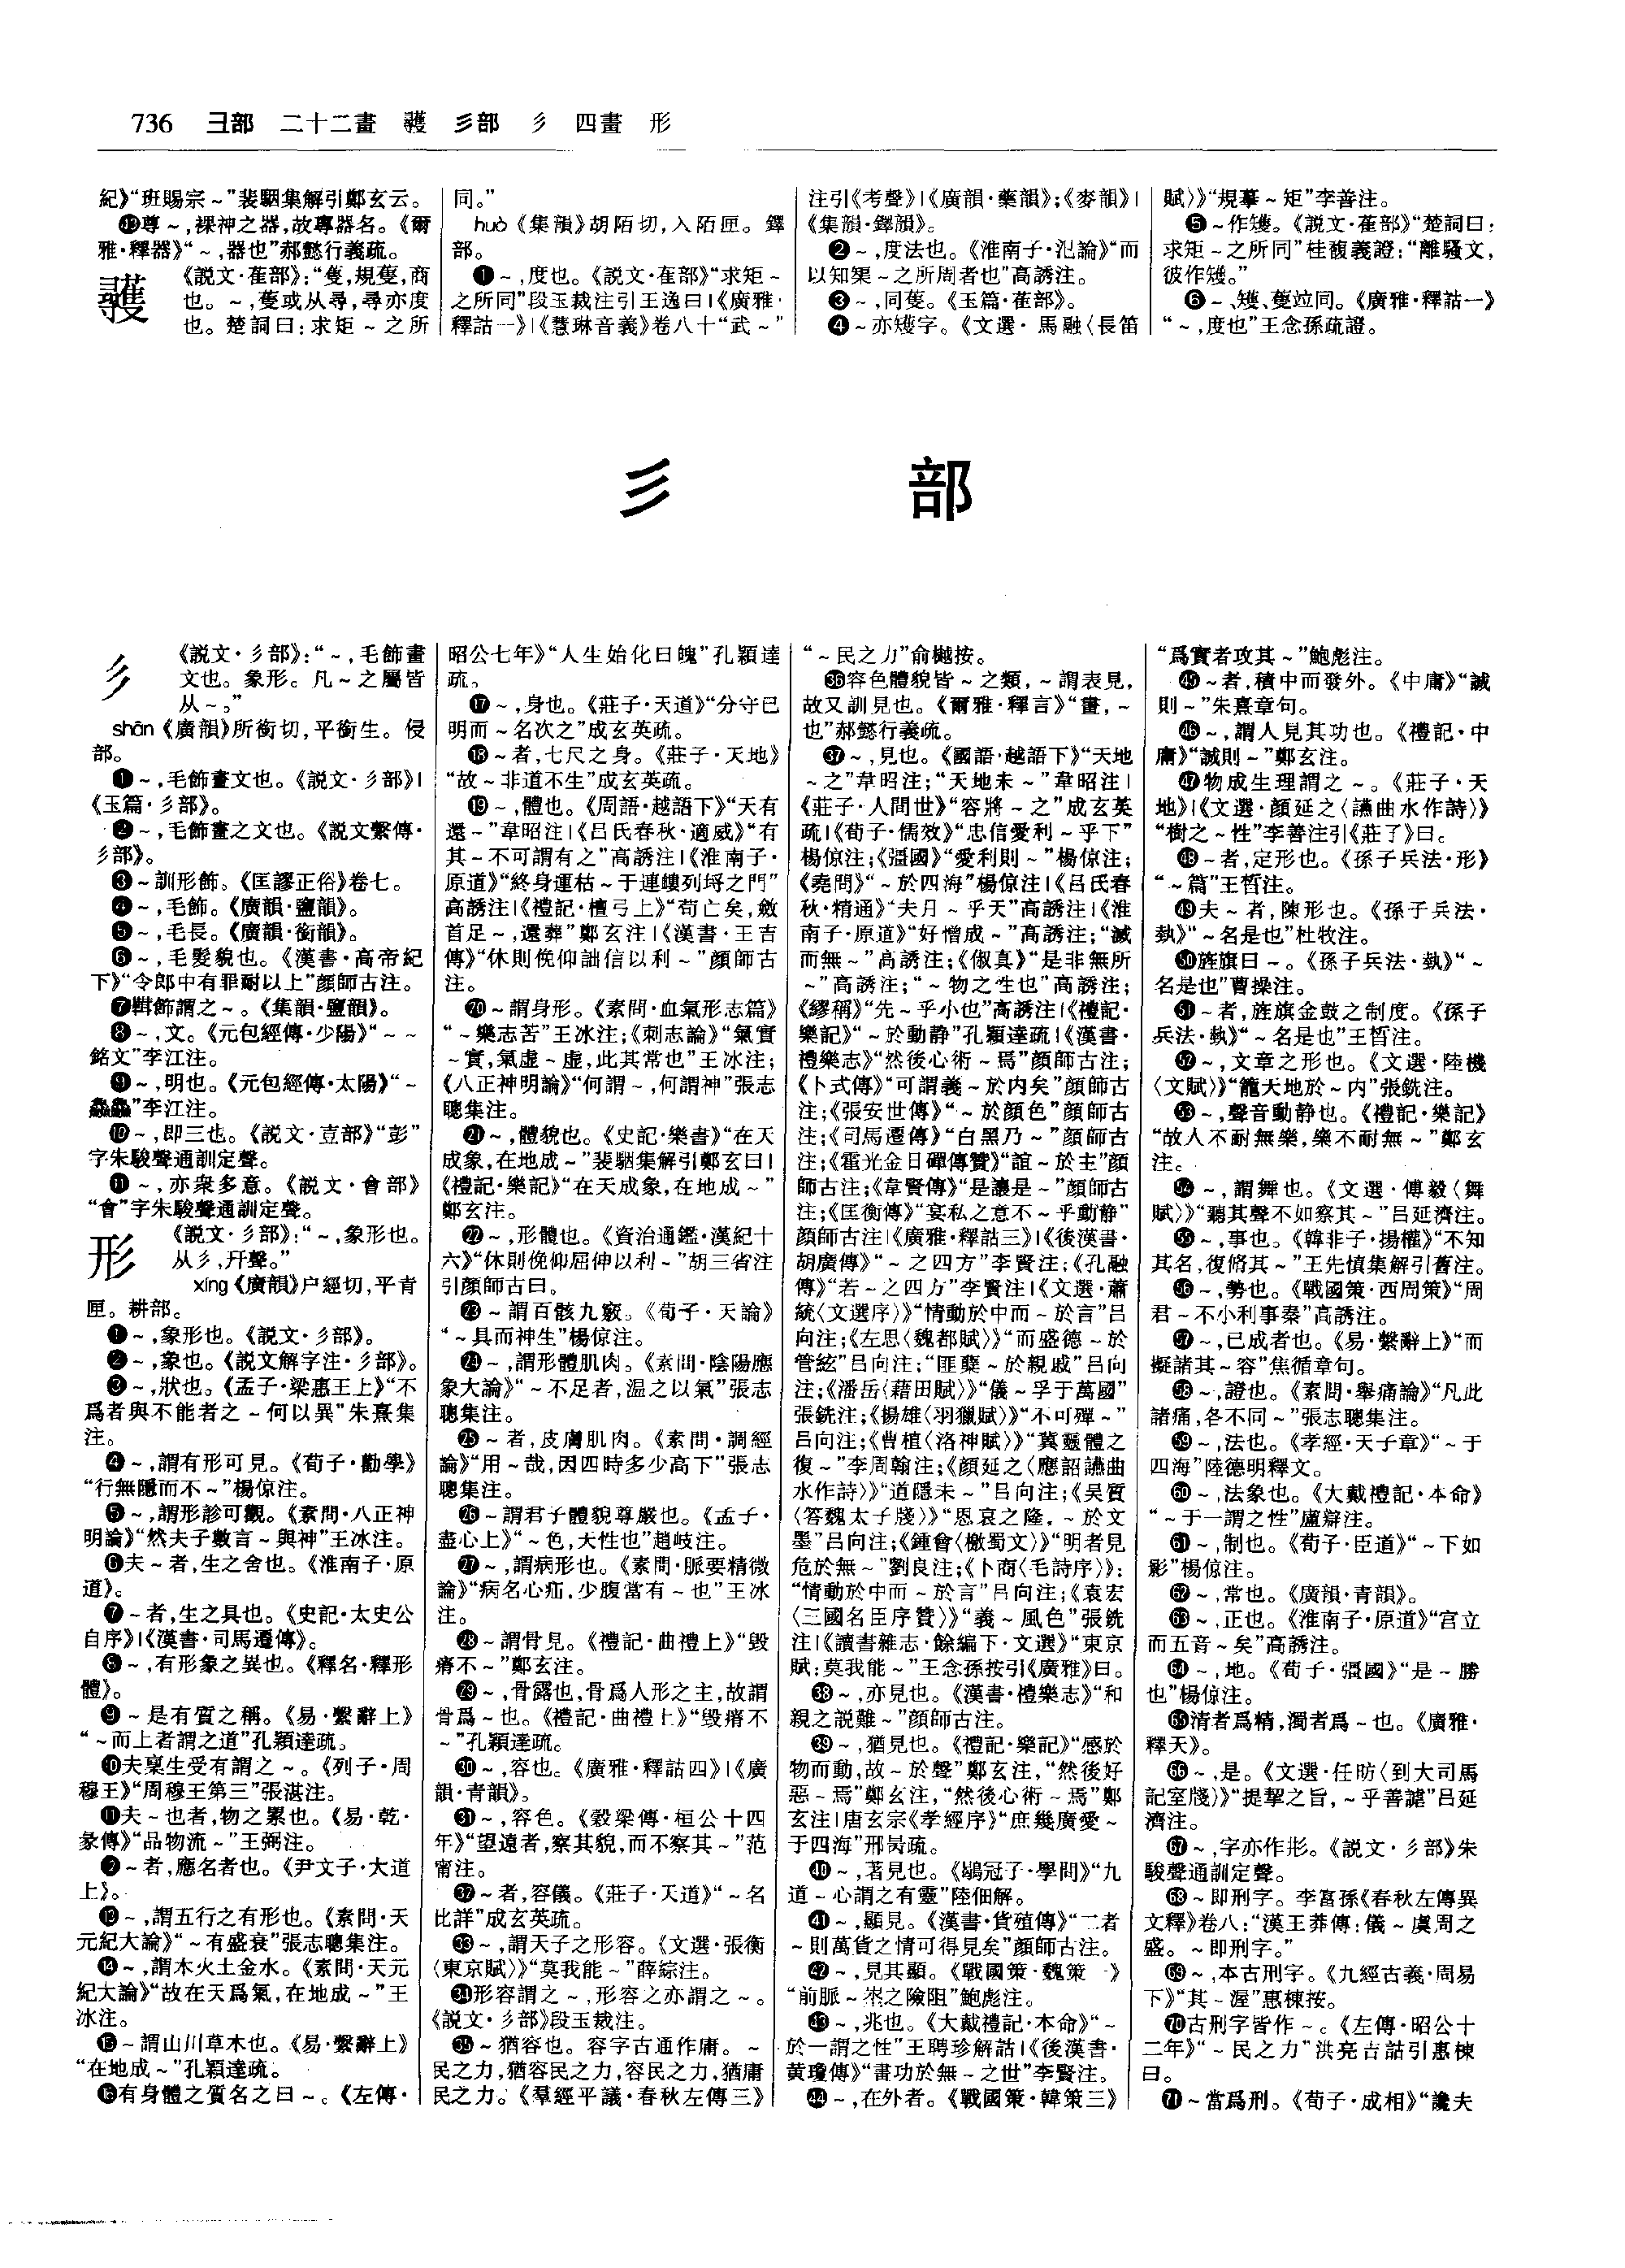 736 彐部 二十二畫 彠 彡部 彡 四畫 形
紀》“班賜宗～”裴駰集解引鄭玄云。
⓭尊～,裸神之器,故專器名。《爾
雅·釋器》“～,器也”郝懿行義疏。
彠
《説文·萑部》:“蒦,規蒦,商
也。～,蒦或从尋,尋亦度
也。楚詞曰:求矩～之所
同。”
huò《集韻》胡陌切,入陌匣。鐸
部。
❶～,度也。《説文·萑部》“求矩～
之所同”段玉裁注引王逸曰|《廣雅·
釋詁一》|《慧琳音義》卷八十“武～”
注引《考聲》|《廣韻·藥韻》;《麥韻》|
《集韻·鐸韻》。
❷～,度法也。《淮南子·氾論》“而
以知榘～之所周者也”高誘注。
❸～,同蒦。《玉篇·萑部》。
❹～亦矱字。《文選·馬融〈長笛
賦〉》“規摹～矩”李善注。
❺～作矱。《説文·萑部》“楚詞曰:
求矩～之所同”桂馥義證:“離騷文,
彼作矱。”
❻～、矱、蒦竝同。《廣雅·釋詁一》
“～,度也”王念孫疏證。
彡 部
彡
《説文·彡部》:“～,毛飾畫
文也。象形。凡～之屬皆
从～。”
shān《廣韻》所銜切,平銜生。侵
部。
❶～,毛飾畫文也。《説文·彡部》|
《玉篇·彡部》。
❷～,毛飾畫之文也。《説文繫傳·
彡部》。
❸～訓形飾。《匡謬正俗》卷七。
❹～,毛飾。《廣韻·鹽韻》。
❺～,毛長。《廣韻·銜韻》。
❻～,毛髮貌也。《漢書·高帝紀
下》“令郎中有罪耐以上”顔師古注。
❼鞋飾謂之～。《集韻·鹽韻》。
❽～,文。《元包經傳·少陽》“～～
銘文”李江注。
❾～,明也。《元包經傳·太陽》“～
”李江注。
❿～,即三也。《説文·壴部》“彭”
字朱駿聲通訓定聲。
⓫～,亦衆多意。《説文·會部》
“會”字朱駿聲通訓定聲。
形
《説文·彡部》:“～,象形也。
从彡,幵聲。”
xíng《廣韻》户經切,平青
匣。耕部。
❶～,象形也。《説文·彡部》。
❷～,象也。《説文解字注·彡部》。
❸～,狀也。《孟子·梁惠王上》“不
爲者與不能者之～何以異”朱熹集
注。
❹～,謂有形可見。《荀子·勸學》
“行無隱而不～”楊倞注。
❺～,謂形診可觀。《素問·八正神
明論》“然夫子數言～與神”王冰注。
❻夫～者,生之舍也。《淮南子·原
道》。
❼～者,生之具也。《史記·太史公
自序》|《漢書·司馬遷傳》。
❽～,有形象之異也。《釋名·釋形
體》。
❾～是有質之稱。《易·繫辭上》
“～而上者謂之道”孔穎達疏。
❿夫稟生受有謂之～。《列子·周
穆王》“周穆王第三”張湛注。
⓫夫～也者,物之累也。《易·乾·
彖傳》“品物流～”王弼注。
⓬～者,應名者也。《尹文子·大道
上》。
⓭～,謂五行之有形也。《素問·天
元紀大論》“～有盛衰”張志聰集注。
⓮～,謂木火土金水。《素問·天元
紀大論》“故在天爲氣,在地成～”王
冰注。
⓯～謂山川草木也。《易·繫辭上》
“在地成～”孔穎達疏。
⓰有身體之質名之曰～。《左傳·
昭公七年》“人生始化曰魄”孔穎達
疏。
⓱～,身也。《莊子·天道》“分守已
明而～名次之”成玄英疏。
⓲～者,七尺之身。《莊子·天地》
“故～非道不生”成玄英疏。
⓳～,體也。《周語·越語下》“天有
還～”韋昭注|《吕氏春秋·適威》“有
其～不可謂有之”高誘注|《淮南子·
原道》“終身運枯～于連鏤列埒之門”
高誘注|《禮記·檀弓上》“苟亡矣,斂
首足～,還葬”鄭玄注|《漢書·王吉
傳》“休則俛仰詘信以利～”顔師古
注。
⓴～謂身形。《素問·血氣形志篇》
“～樂志苦”王冰注;《刺志論》“氣實
～實,氣虚～虚,此其常也”王冰注;
《八正神明論》“何謂～,何謂神”張志
聰集注。
㉑～,體貌也。《史記·樂書》“在天
成象,在地成～”裴駰集解引鄭玄曰|
《禮記·樂記》“在天成象,在地成～”
鄭玄注。
㉒～,形體也。《資治通鑑·漢紀十
六》“休則俛仰屈伸以利～”胡三省注
引顔師古曰。
㉓～謂百骸九竅。《荀子·天論》
“～具而神生”楊倞注。
㉔～,謂形體肌肉。《素問·陰陽應
象大論》“～不足者,温之以氣”張志
聰集注。
㉕～者,皮膚肌肉。《素問·調經
論》“用～哉,因四時多少高下”張志
聰集注。
㉖～謂君子體貌尊嚴也。《孟子·
盡心上》“～色,天性也”趙岐注。
㉗～,謂病形也。《素問·脈要精微
論》“病名心疝,少腹當有～也”王冰
注。
㉘～謂骨見。《禮記·曲禮上》“毁
瘠不～”鄭玄注。
㉙～,骨露也,骨爲人形之主,故謂
骨爲～也。《禮記·曲禮上》“毁瘠不
～”孔穎達疏。
㉚～,容也。《廣雅·釋詁四》|《廣
韻·青韻》。
㉛～,容色。《穀梁傳·桓公十四
年》“望遠者,察其貌,而不察其～”范
甯注。
㉜～者,容儀。《莊子·天道》“～名
比詳”成玄英疏。
㉝～,謂天子之形容。《文選·張衡
〈東京賦〉》“莫我能～”薛綜注。
㉞形容謂之～,形容之亦謂之～。
《説文·彡部》段玉裁注。
㉟～猶容也。容字古通作庸。～
民之力,猶容民之力,容民之力,猶庸
民之力。《羣經平議·春秋左傳三》
“～民之力”俞樾按。
㊱容色體貌皆～之類,～謂表見,
故又訓見也。《爾雅·釋言》“畫,～
也”郝懿行義疏。
㊲～,見也。《國語·越語下》“天地
～之”韋昭注;“天地未～”韋昭注|
《莊子·人間世》“容將～之”成玄英
疏|《荀子·儒效》“忠信愛利～乎下”
楊倞注;《彊國》“愛利則～”楊倞注;
《堯問》“～於四海”楊倞注|《吕氏春
秋·精通》“夫月～乎天”高誘注|《淮
南子·原道》“好憎成～”高誘注;“滅
而無～”高誘注;《俶真》“是非無所
～”高誘注;“～物之性也”高誘注;
《繆稱》“先～乎小也”高誘注|《禮記·
樂記》“～於動静”孔穎達疏|《漢書·
禮樂志》“然後心術～焉”顔師古注;
《卜式傳》“可謂義～於内矣”顔師古
注;《張安世傳》“～於顔色”顔師古
注;《司馬遷傳》“白黑乃～”顔師古
注;《霍光金日磾傳贊》“誼～於主”顔
師古注;《韋賢傳》“是讓是～”顔師古
注;《匡衡傳》“宴私之意不～乎動静”
顔師古注|《廣雅·釋詁三》|《後漢書·
胡廣傳》“～之四方”李賢注;《孔融
傳》“若～之四方”李賢注|《文選·蕭
統〈文選序〉》“情動於中而～於言”吕
向注;《左思〈魏都賦〉》“而盛德～於
管絃”吕向注;“匪孽～於親戚”吕向
注;《潘岳〈藉田賦〉》“儀～孚于萬國”
張銑注;《揚雄〈羽獵賦〉》“不可殫～”
吕向注;《曹植〈洛神賦〉》“冀靈體之
復～”李周翰注;《顔延之〈應詔讌曲
水作詩〉》“道隱未～”吕向注;《吴質
〈答魏太子牋〉》“恩哀之隆,～於文
墨”吕向注;《鍾會〈檄蜀文〉》“明者見
危於無～”劉良注;《卜商〈毛詩序〉》:
“情動於中而～於言”吕向注;《袁宏
〈三國名臣序贊〉》“義～風色”張銑
注|《讀書雜志·餘編下·文選》“東京
賦:莫我能～”王念孫按引《廣雅》曰。
㊳～,亦見也。《漢書·禮樂志》“和
親之説難～”顔師古注。
㊴～,猶見也。《禮記·樂記》“感於
物而動,故～於聲”鄭玄注,“然後好
惡～焉”鄭玄注,“然後心術～焉”鄭
玄注|唐玄宗《孝經序》“庶幾廣愛～
于四海”邢昺疏。
㊵～,著見也。《鶡冠子·學問》“九
道～心謂之有靈”陸佃解。
㊶～,顯見。《漢書·貨殖傳》“二者
～則萬貨之情可得見矣”顔師古注。
㊷～,見其顯。《戰國策·魏策一》
“前脈～埊之險阻”鮑彪注。
㊸～,兆也。《大戴禮記·本命》“～
於一謂之性”王聘珍解詁|《後漢書·
黄瓊傳》“畫功於無～之世”李賢注。
㊹～,在外者。《戰國策·韓策三》
“爲實者攻其～”鮑彪注。
㊺～者,積中而發外。《中庸》“誠
則～”朱熹章句。
㊻～,謂人見其功也。《禮記·中
庸》“誠則～”鄭玄注。
㊼物成生理謂之～。《莊子·天
地》|《文選·顔延之〈讌曲水作詩〉》
“樹之～性”李善注引《莊子》曰。
㊽～者,定形也。《孫子兵法·形》
“～篇”王晳注。
㊾夫～者,陳形也。《孫子兵法·
埶》“～名是也”杜牧注。
㊿旌旗曰～。《孫子兵法·埶》“～
名是也”曹操注。
51～者,旌旗金鼓之制度。《孫子
兵法·埶》“～名是也”王晳注。
52～,文章之形也。《文選·陸機
〈文賦〉》“籠天地於～内”張銑注。
53～,聲音動静也。《禮記·樂記》
“故人不耐無樂,樂不耐無～”鄭玄
注。
54～,謂舞也。《文選·傅毅〈舞
賦〉》“聽其聲不如察其～”吕延濟注。
55～,事也。《韓非子·揚權》“不知
其名,復脩其～”王先慎集解引舊注。
56～,勢也。《戰國策·西周策》“周
君～不小利事秦”高誘注。
57～,已成者也。《易·繫辭上》“而
擬諸其～容”焦循章句。
58～,證也。《素問·舉痛論》“凡此
諸痛,各不同～”張志聰集注。
59～,法也。《孝經·天子章》“～于
四海”陸德明釋文。
60～,法象也。《大戴禮記·本命》
“～于一謂之性”盧辯注。
61～,制也。《荀子·臣道》“～下如
影”楊倞注。
62～,常也。《廣韻·青韻》。
63～,正也。《淮南子·原道》“宫立
而五音～矣”高誘注。
64～,地。《荀子·彊國》“是～勝
也”楊倞注。
65清者爲精,濁者爲～也。《廣雅·
釋天》。
66～,是。《文選·任昉〈到大司馬
記室牋〉》“提挈之旨,～乎善謔”吕延
濟注。
67～,字亦作㣋。《説文·彡部》朱
駿聲通訓定聲。
68～即刑字。李富孫《春秋左傳異
文釋》卷八:“漢王莽傳:儀～虞周之
盛。～即刑字。”
69～,本古刑字。《九經古義·周易
下》“其～渥”惠棟按。
70古刑字皆作～。《左傳·昭公十
二年》“～民之力”洪亮吉詁引惠棟
曰。
71～當爲刑。《荀子·成相》“讒夫